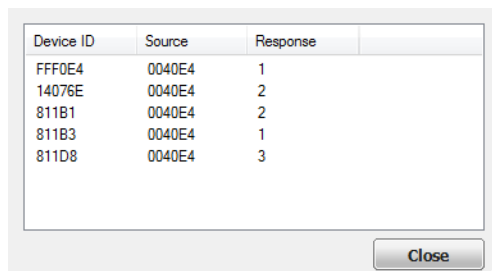 Device ID Source Response
FFF0E4 0040E4 1
14076E 0040E4 2
811B1 0040E4 2
811B3 0040E4 1
811D8 0040E4 3
Close